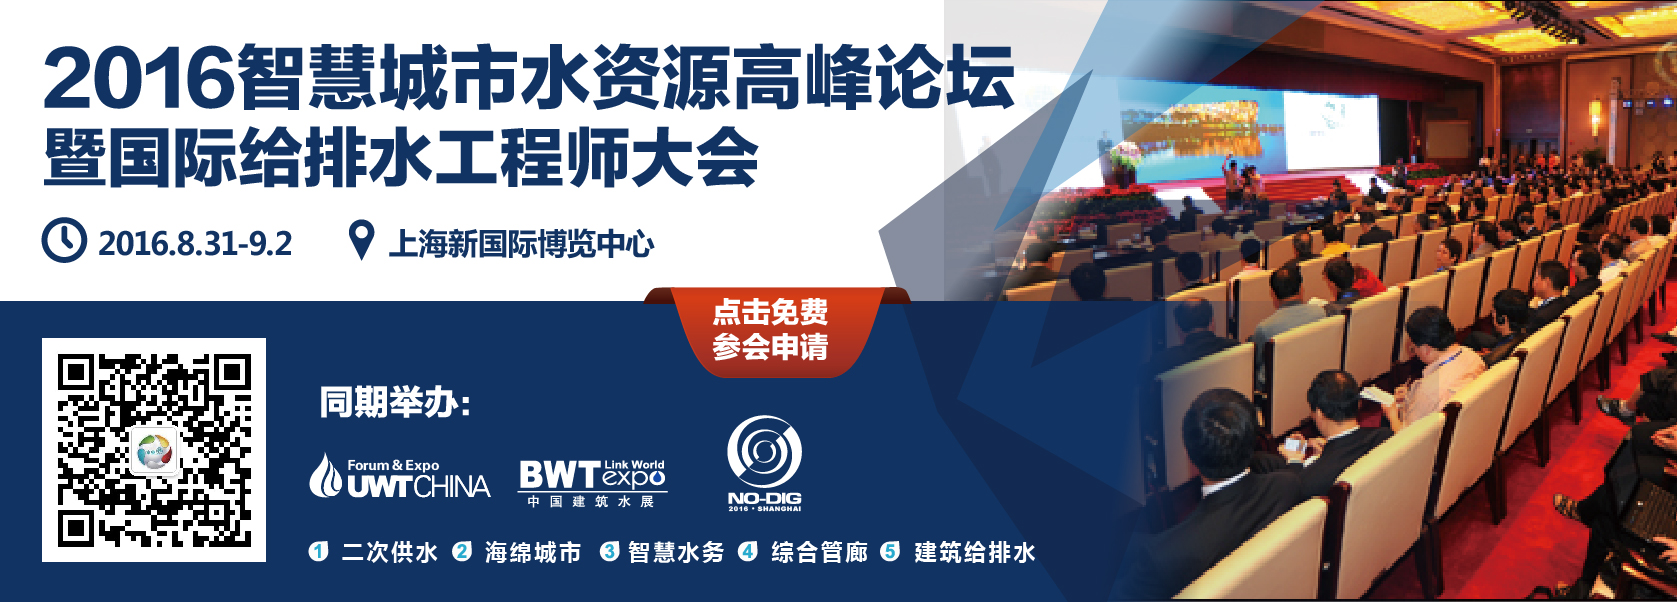 2016智慧城市水资源高峰论坛
暨国际给排水工程师大会
2016.8.31-9.2 上海新国际博览中心
点击免费
参会申请
同期举办:
Forum & Expo
UWTCHINA
BWT Link World
expo
中国建筑水展
NO-DIG
2016·SHANGHAI
1 二次供水 2 海绵城市 3 智慧水务 4 综合管廊 5 建筑给排水